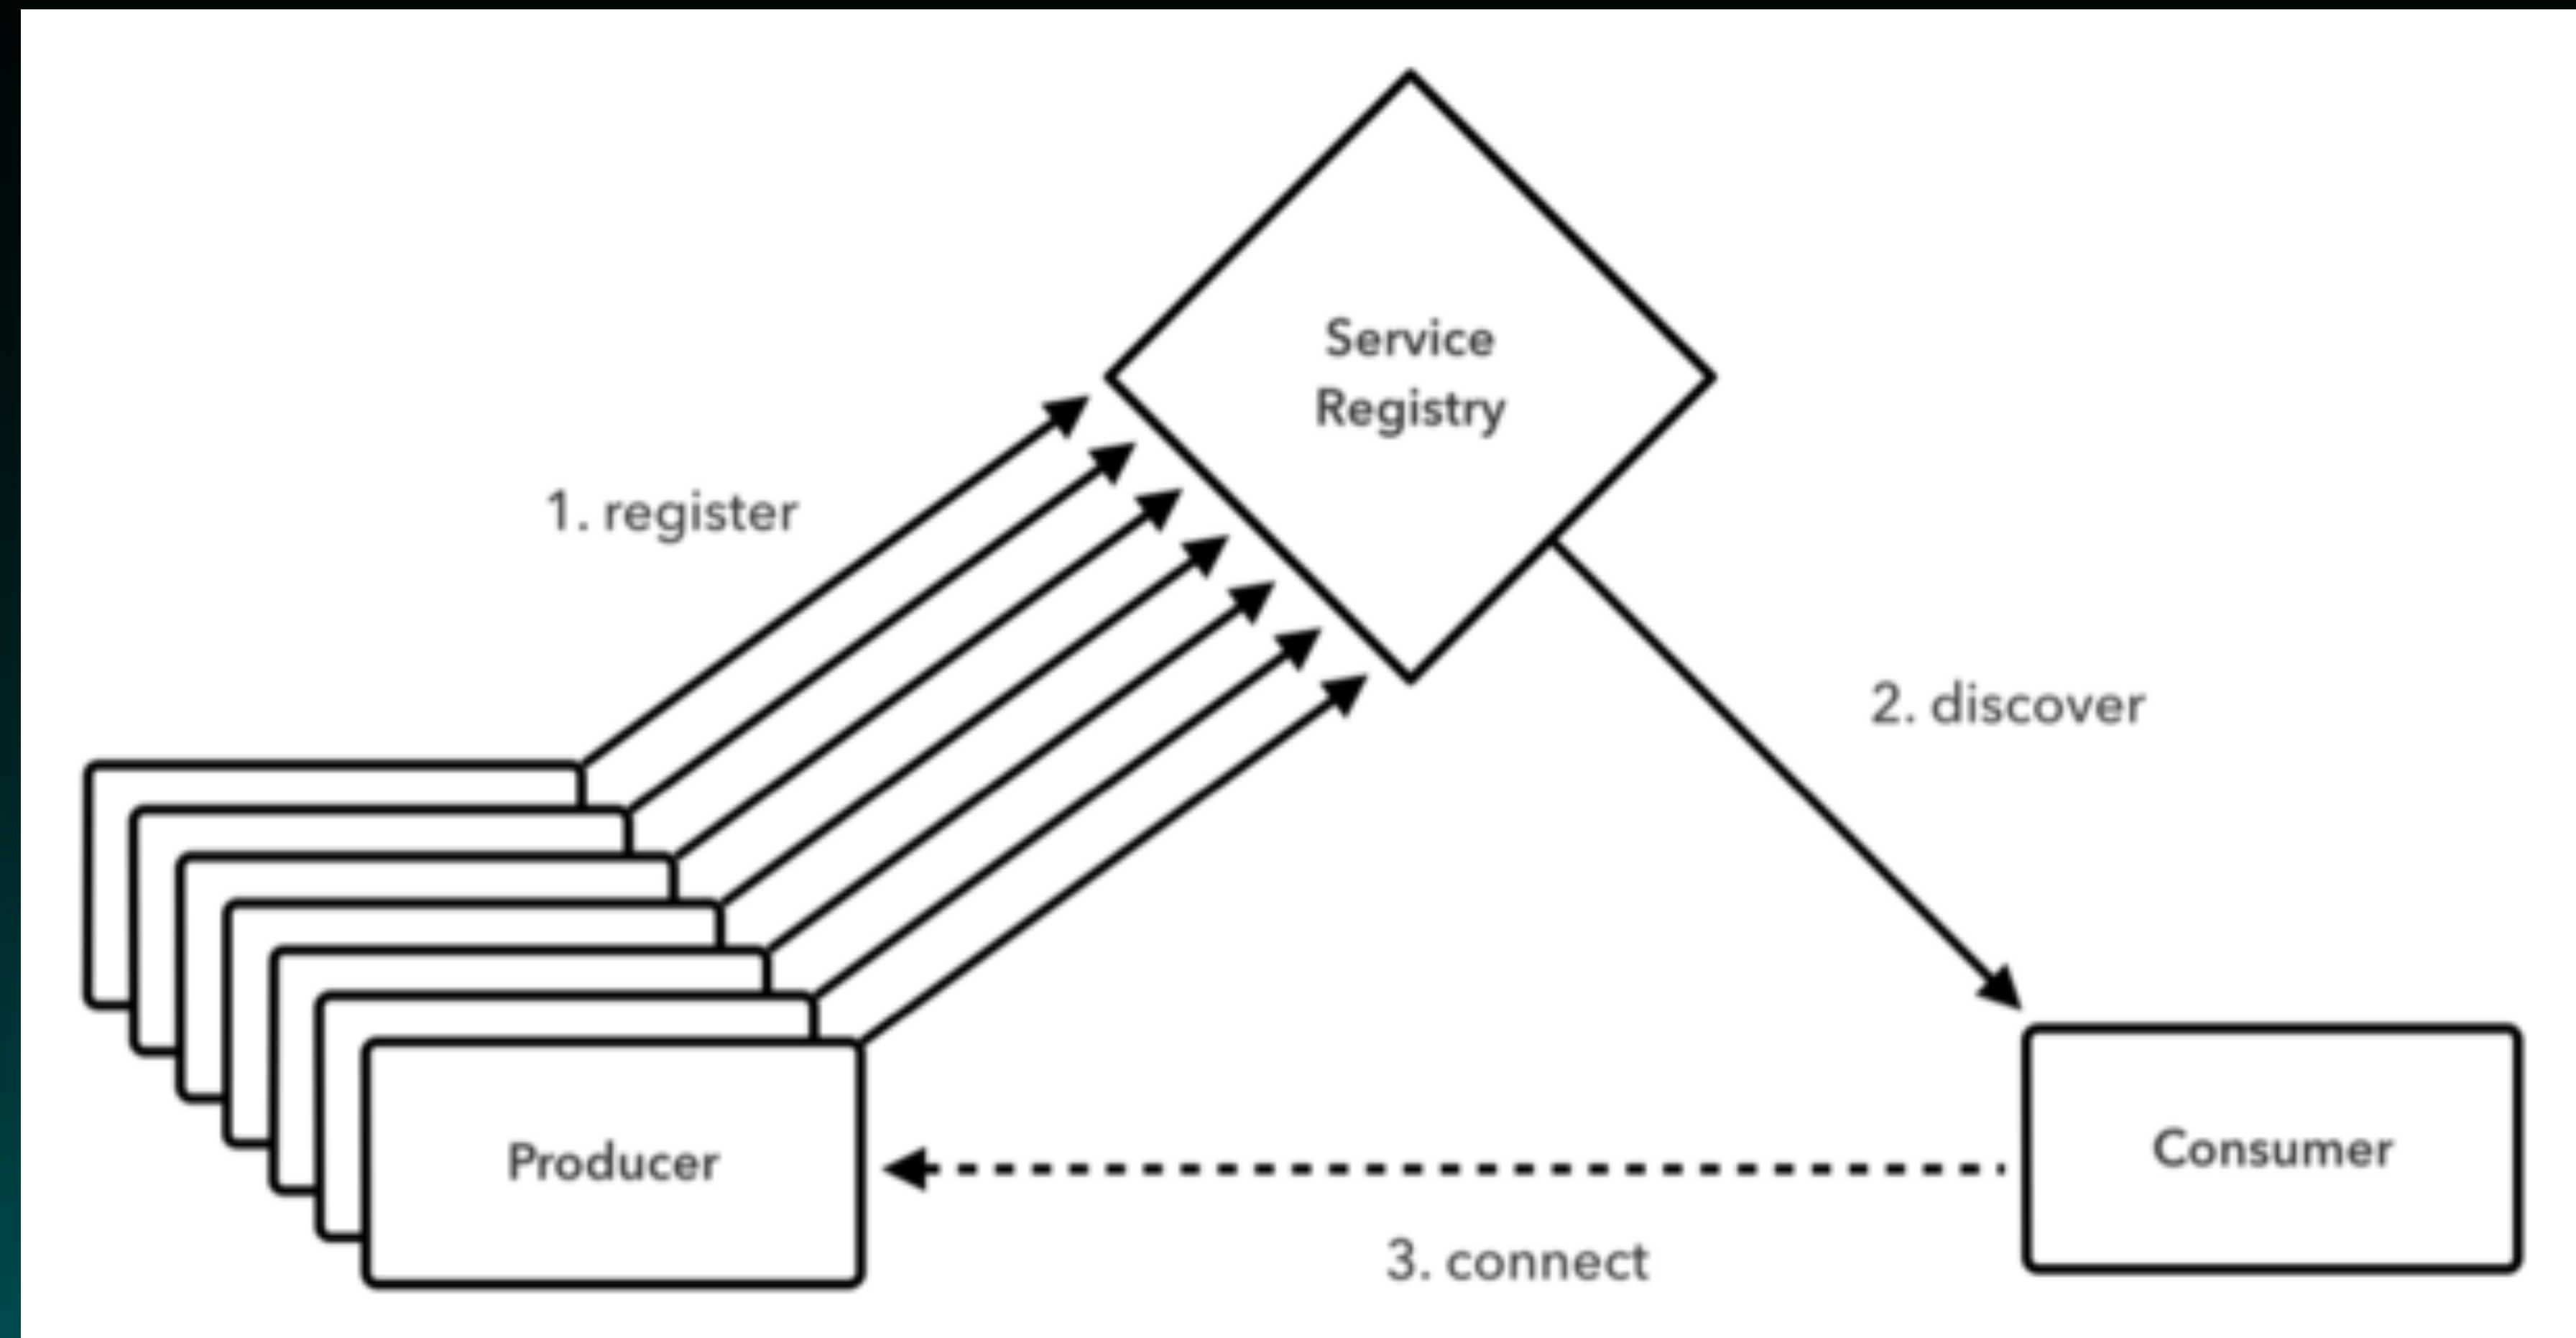 Service
Registry
1. register
2. discover
Producer
Consumer
3. connect